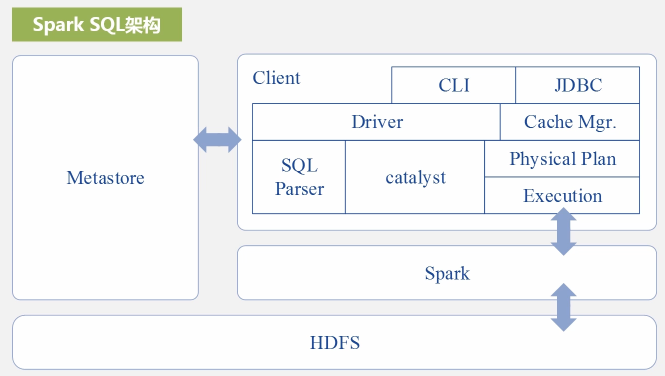 Spark SQL架构
Client
CLI
JDBC
Driver
Cache Mgr.
Metastore
SQL
Parser
catalyst
Physical Plan
Execution
Spark
HDFS